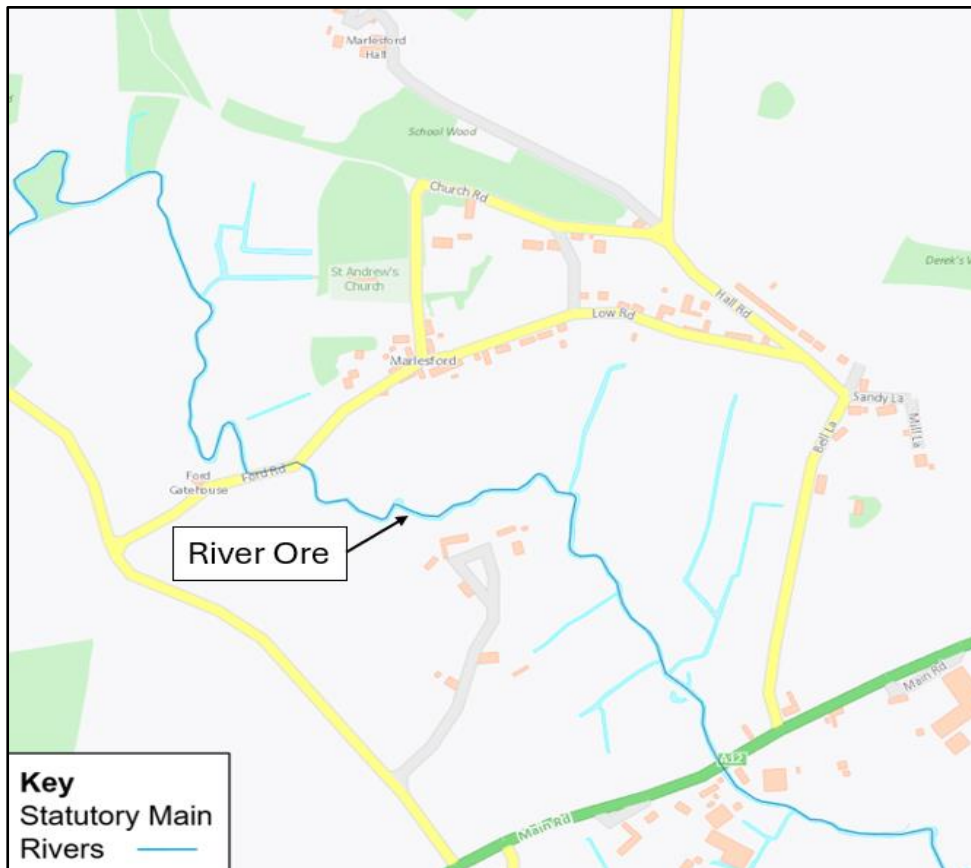 Marlesford
Hall
School Wood
Church Rd
St Andrew's
Church
Derek's W
Hall Rd
Low Rd
Marlesford
Sandy La
Mill La
Bell La
Ford Rd
Ford
Gatehouse
River Ore
Main Rd
A12
Main Rd
Key
Statutory Main
Rivers